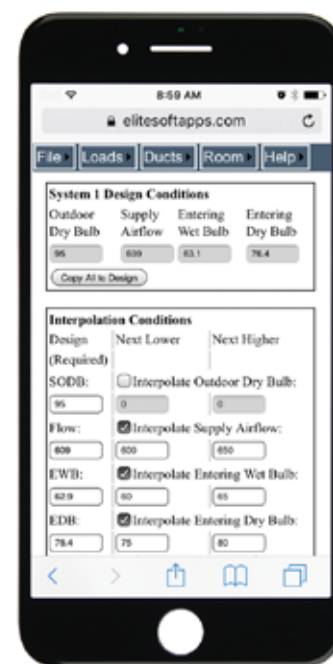 8:59 AM
elitesoftapps.com
File Loads Ducts Room Help
System 1 Design Conditions
Outdoor Supply Entering Entering
Dry Bulb Airflow Wet Bulb Dry Bulb
95 609 63.1 76.4
Copy All to Design
Interpolation Conditions
Design Next Lower Next Higher
(Required)
SODB: Interpolate Outdoor Dry Bulb:
95 0 0
Flow: Interpolate Supply Airflow:
609 600 650
EWB: Interpolate Entering Wet Bulb:
62.9 60 65
EDB: Interpolate Entering Dry Bulb:
76.4 75 80